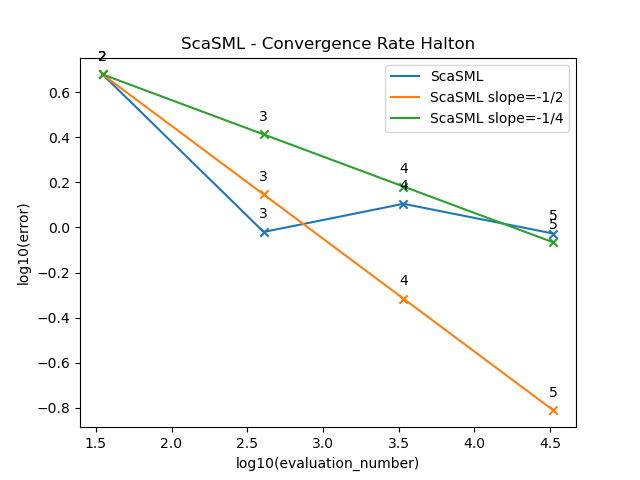 ScaSML - Convergence Rate Halton
ScaSML
ScaSML slope=-1/2
ScaSML slope=-1/4
2
3
3
3
4
4
4
5
5
5
log10(error)
0.6
0.4
0.2
0.0
−0.2
−0.4
−0.6
−0.8
1.5 2.0 2.5 3.0 3.5 4.0 4.5
log10(evaluation_number)